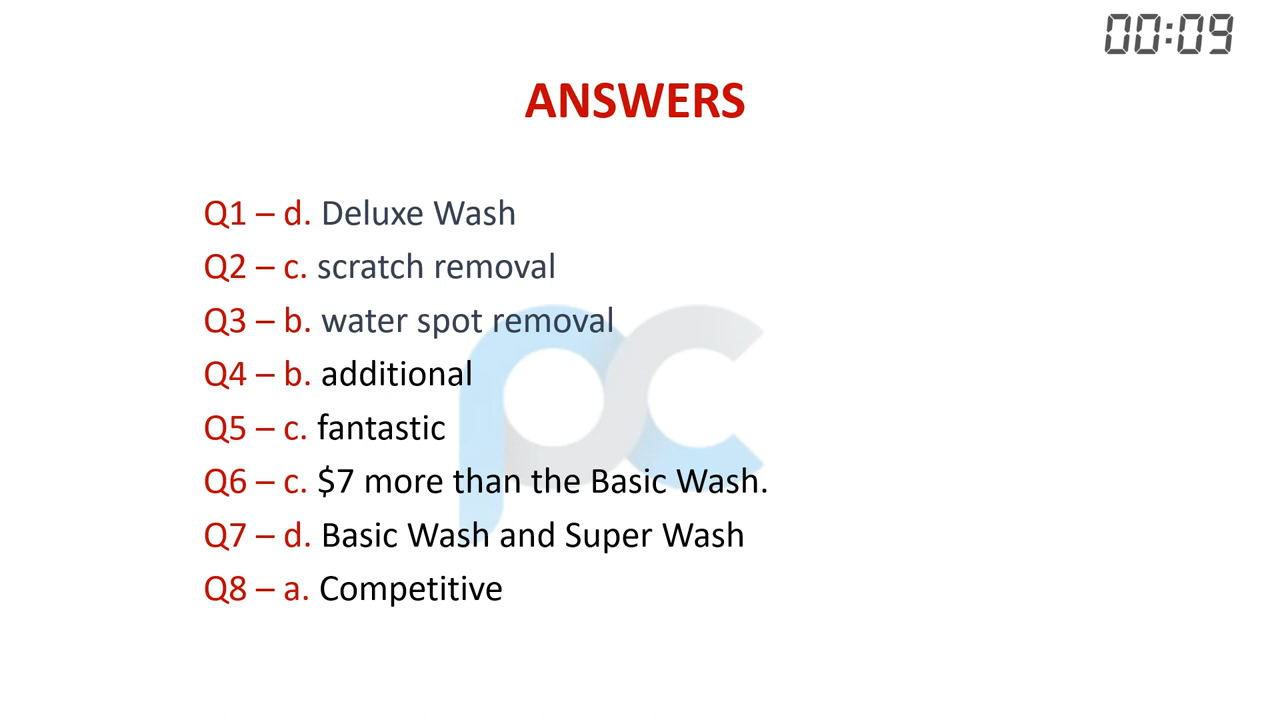 00:09
ANSWERS
Q1 – d. Deluxe Wash
Q2 – c. scratch removal
Q3 – b. water spot removal
Q4 – b. additional
Q5 – c. fantastic
Q6 – c. $7 more than the Basic Wash.
Q7 – d. Basic Wash and Super Wash
Q8 – a. Competitive
pc